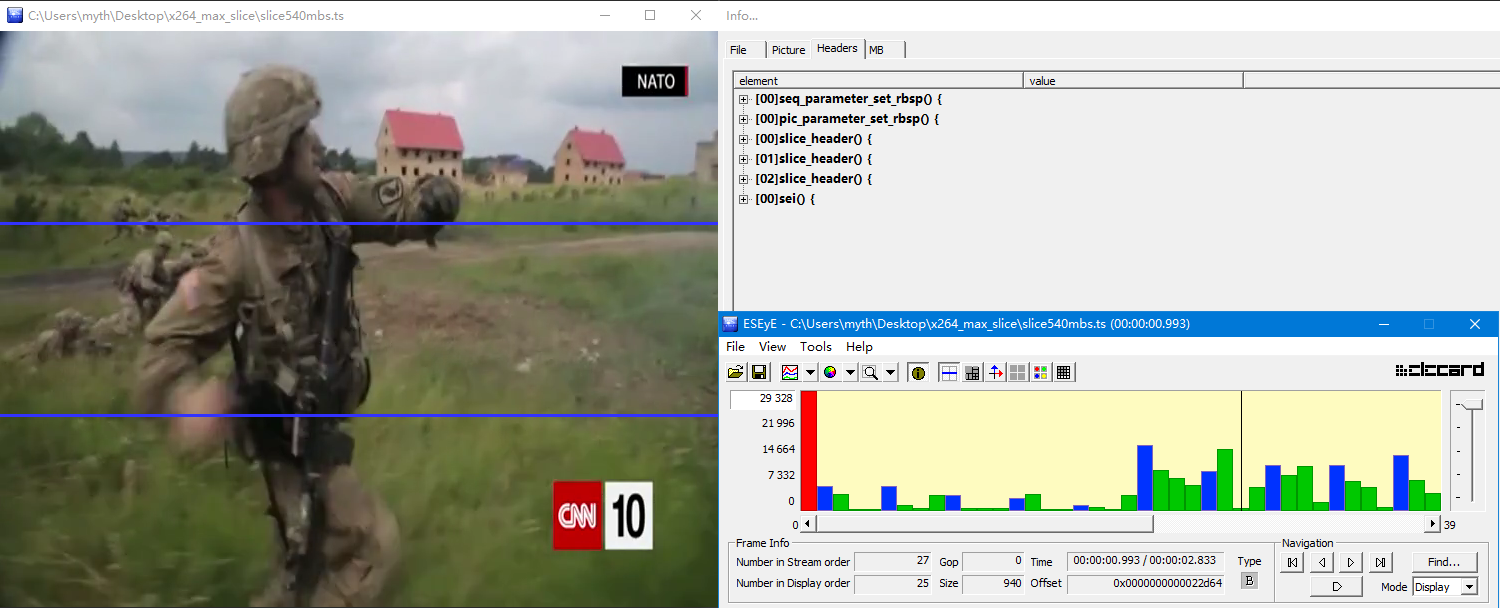 C:\Users\myth\Desktop\x264_max_slice\slice540mbs.ts
NATO
CNN 10
Info...
File Picture Headers MB
element value
[00]seq_parameter_set_rbsp() {
[00]pic_parameter_set_rbsp() {
[00]slice_header() {
[01]slice_header() {
[02]slice_header() {
[00]sei() {
ESEyE - C:\Users\myth\Desktop\x264_max_slice\slice540mbs.ts (00:00:00.993)
File View Tools Help
elecard
29 328
21 996
14 664
7 332
0
0 39
Frame Info
Number in Stream order 27 Gop 0 Time 00:00:00.993 / 00:00:02.833 Type
Number in Display order 25 Size 940 Offset 0x0000000000022d64 B
Navigation
Find...
D Mode Display